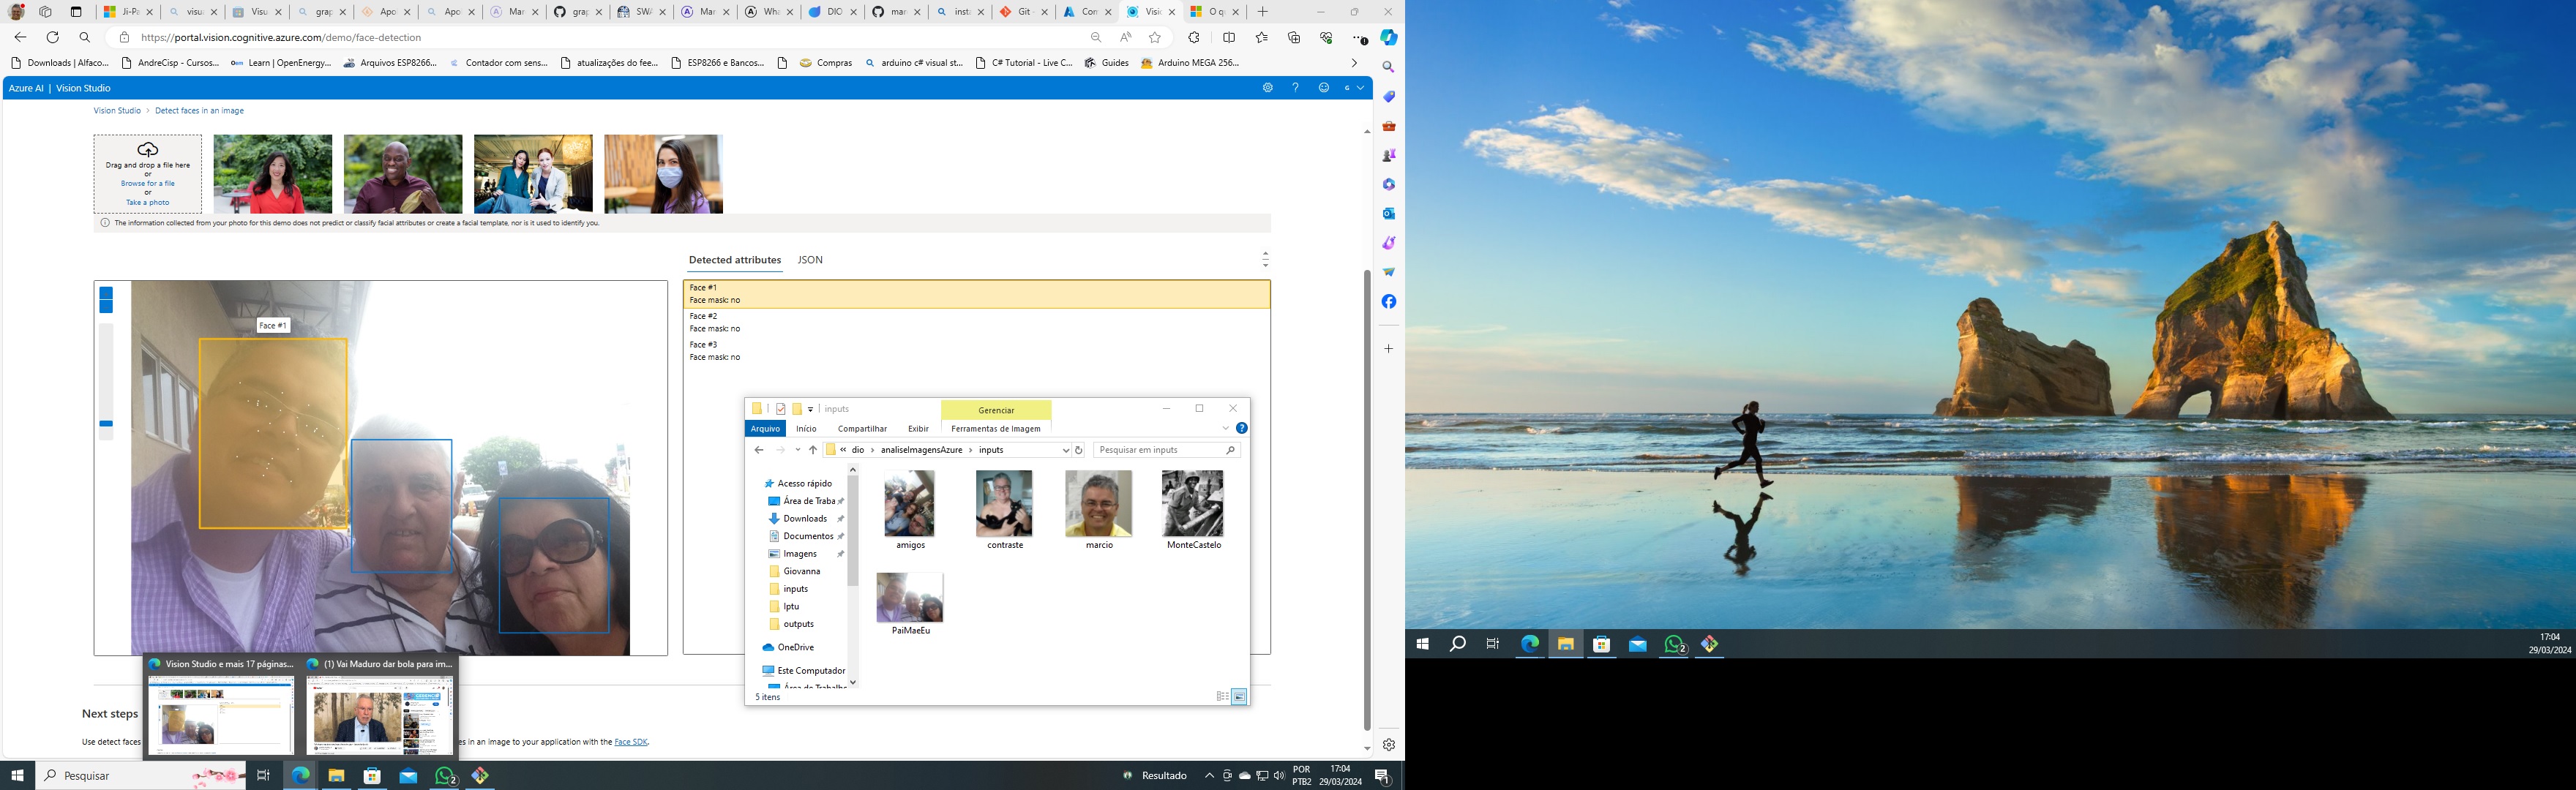 Ji-Pa
visua
Visu
grap
Apo
Apo
Mar
grap
SWA
Mar
Wha
DIO
mar
inst
Git
Con
Visio
O q
https://portal.vision.cognitive.azure.com/demo/face-detection
Downloads | Alfaco...
AndreCisp - Cursos...
Learn | OpenEnergy...
Arquivos ESP8266...
Contador com sens...
atualizações do fee...
ESP8266 e Bancos...
Compras
arduino c# visual st...
C# Tutorial - Live C...
Guides
Arduino MEGA 256...
Azure AI | Vision Studio
G
Vision Studio > Detect faces in an image
Drag and drop a file here
or
Browse for a file
or
Take a photo
The information collected from your photo for this demo does not predict or classify facial attributes or create a facial template, nor is it used to identify you.
Detected attributes
JSON
Face #1
Face #1
Face mask: no
Face #2
Face mask: no
Face #3
Face mask: no
inputs
Gerenciar
Arquivo
Início
Compartilhar
Exibir
Ferramentas de Imagem
« dio > analiseImagensAzure > inputs
Pesquisar em inputs
Acesso rápido
Área de Traba
Downloads
Documentos
Imagens
Giovanna
inputs
Iptu
outputs
OneDrive
Este Computador
Área de Trabalho
amigos
contraste
marcio
MonteCastelo
PaiMaeEu
5 itens
Next steps
Vision Studio e mais 17 páginas...
(1) Vai Maduro dar bola para im...
Use detect faces
es in an image to your application with the Face SDK.
Pesquisar
2
Resultado
POR
PTB2
17:04
29/03/2024
1
2
17:04
29/03/2024